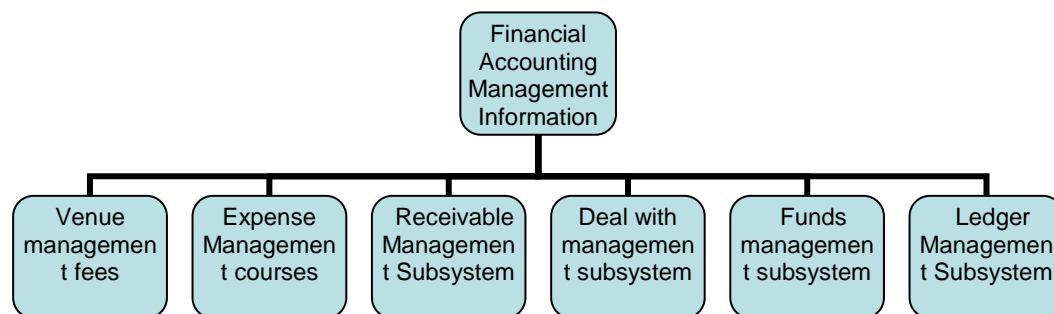 Financial
Accounting
Management
Information
Venue
managemen
t fees
Expense
Managemen
t courses
Receivable
Managemen
t Subsystem
Deal with
managemen
t subsystem
Funds
managemen
t subsystem
Ledger
Managemen
t Subsystem